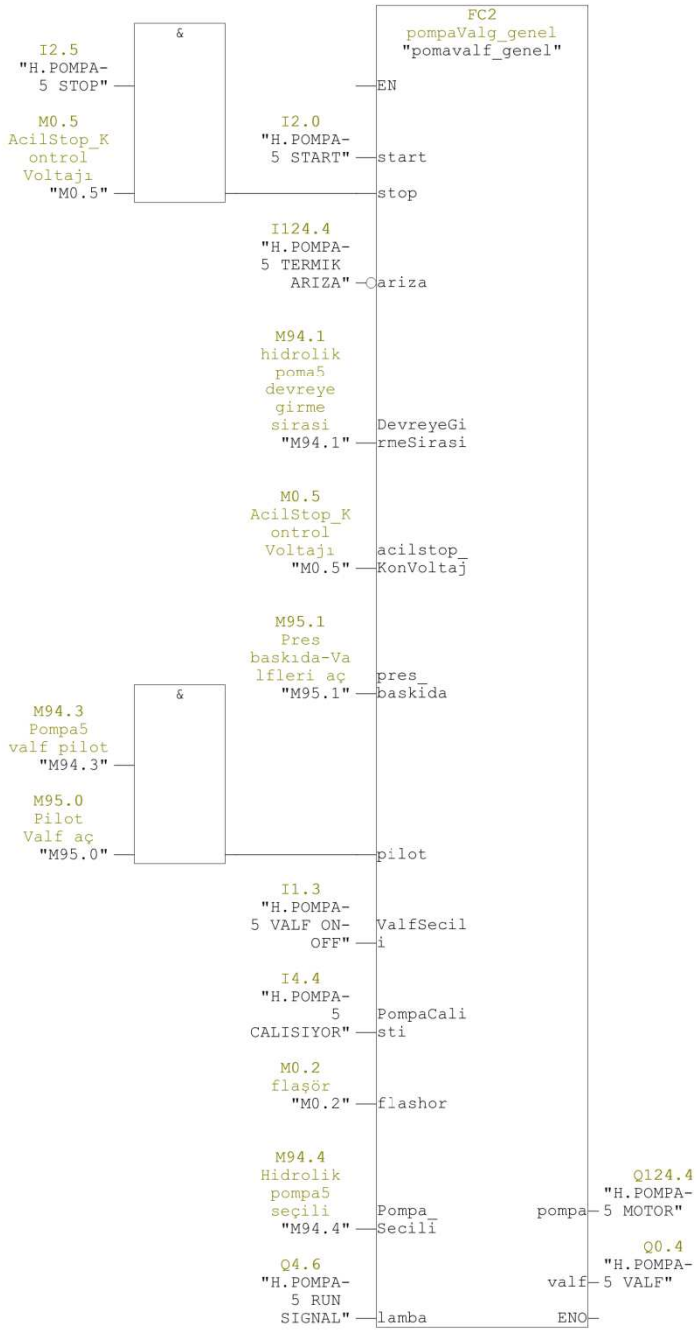 FC2
pompaValg_genel
"pomavalf_genel"
&
I2.5
"H.POMPA-
5 STOP"
M0.5
AcilStop_K
ontrol
Voltajı
"M0.5"
EN
I2.0
"H.POMPA-
5 START"
start
stop
I124.4
"H.POMPA-
5 TERMIK
ARIZA"
ariza
M94.1
hidrolik
poma5
devreye
girme
sirasi
"M94.1"
DevreyeGi
rmeSirasi
M0.5
AcilStop_K
ontrol
Voltajı
"M0.5"
acilstop_
KonVoltaj
M95.1
Pres
baskıda-Va
lfleri aç
"M95.1"
pres_
baskida
&
M94.3
Pompa5
valf pilot
"M94.3"
M95.0
Pilot
Valf aç
"M95.0"
pilot
I1.3
"H.POMPA-
5 VALF ON-
OFF"
ValfSecil
i
I4.4
"H.POMPA-
5
CALISIYOR"
PompaCali
sti
M0.2
flaşör
"M0.2"
flashor
M94.4
Hidrolik
pompa5
seçili
"M94.4"
Pompa_
Secili
Q124.4
"H.POMPA-
5 MOTOR"
pompa
Q4.6
"H.POMPA-
5 RUN
SIGNAL"
lamba
Q0.4
"H.POMPA-
5 VALF"
valf
ENO